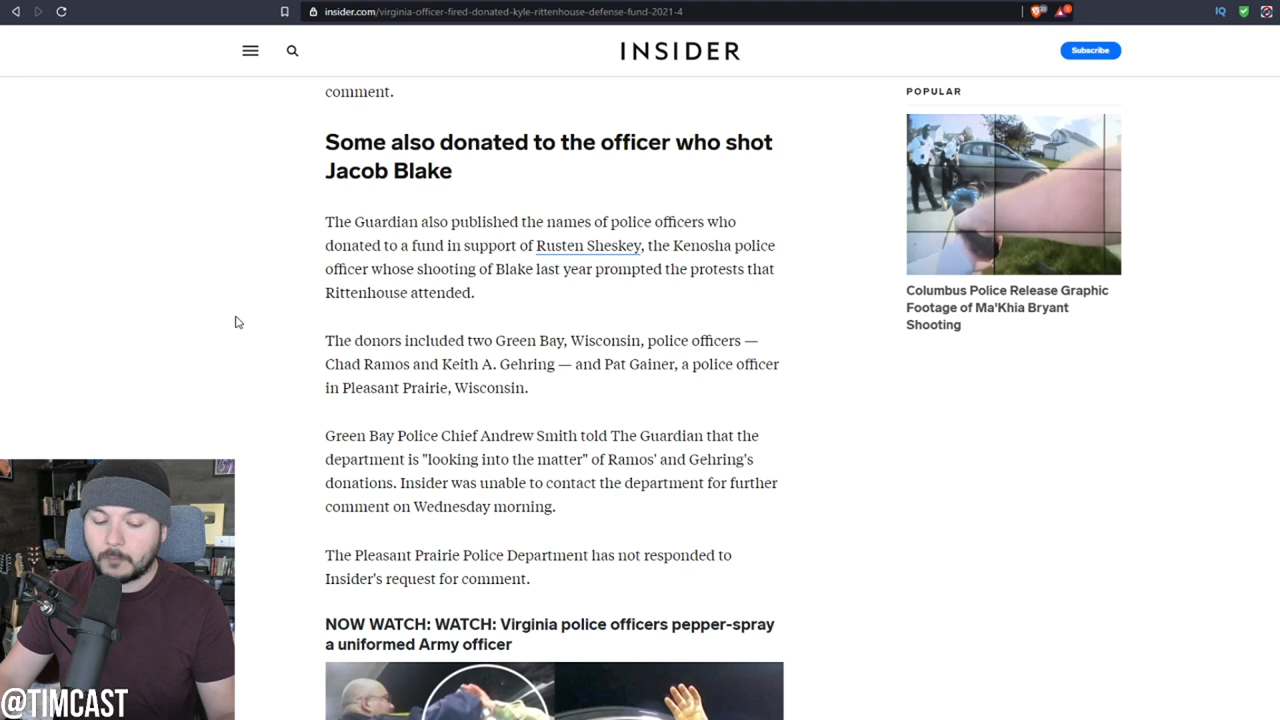 insider.com/virginia-officer-fired-donated-kyle-rittenhouse-defense-fund-2021-4
IQ
INSIDER
Subscribe
comment.
Some also donated to the officer who shot
Jacob Blake
The Guardian also published the names of police officers who
donated to a fund in support of Rusten Sheskey, the Kenosha police
officer whose shooting of Blake last year prompted the protests that
Rittenhouse attended.
The donors included two Green Bay, Wisconsin, police officers —
Chad Ramos and Keith A. Gehring — and Pat Gainer, a police officer
in Pleasant Prairie, Wisconsin.
Green Bay Police Chief Andrew Smith told The Guardian that the
department is "looking into the matter" of Ramos' and Gehring's
donations. Insider was unable to contact the department for further
comment on Wednesday morning.
The Pleasant Prairie Police Department has not responded to
Insider's request for comment.
NOW WATCH: WATCH: Virginia police officers pepper-spray
a uniformed Army officer
POPULAR
Columbus Police Release Graphic
Footage of Ma'Khia Bryant
Shooting
@TIMCAST